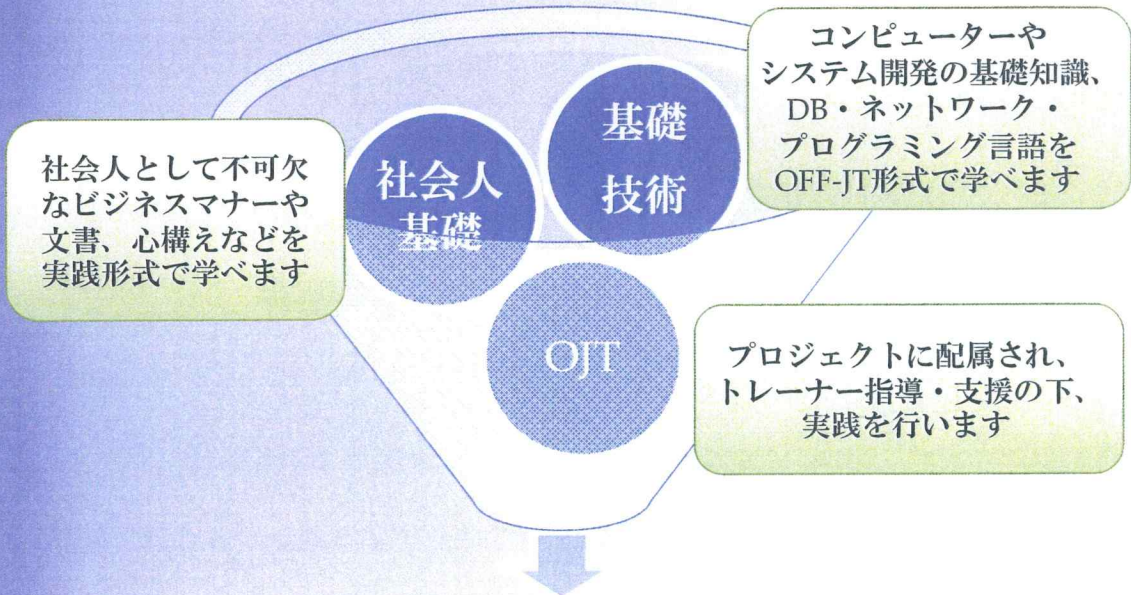 コンピューターや
システム開発の基礎知識、
DB・ネットワーク・
プログラミング言語を
OFF-JT形式で学べます
基礎
技術
社会人
基礎
社会人として不可欠
なビジネスマナーや
文書、心構えなどを
実践形式で学べます
OJT
プロジェクトに配属され、
トレーナー指導・支援の下、
実践を行います